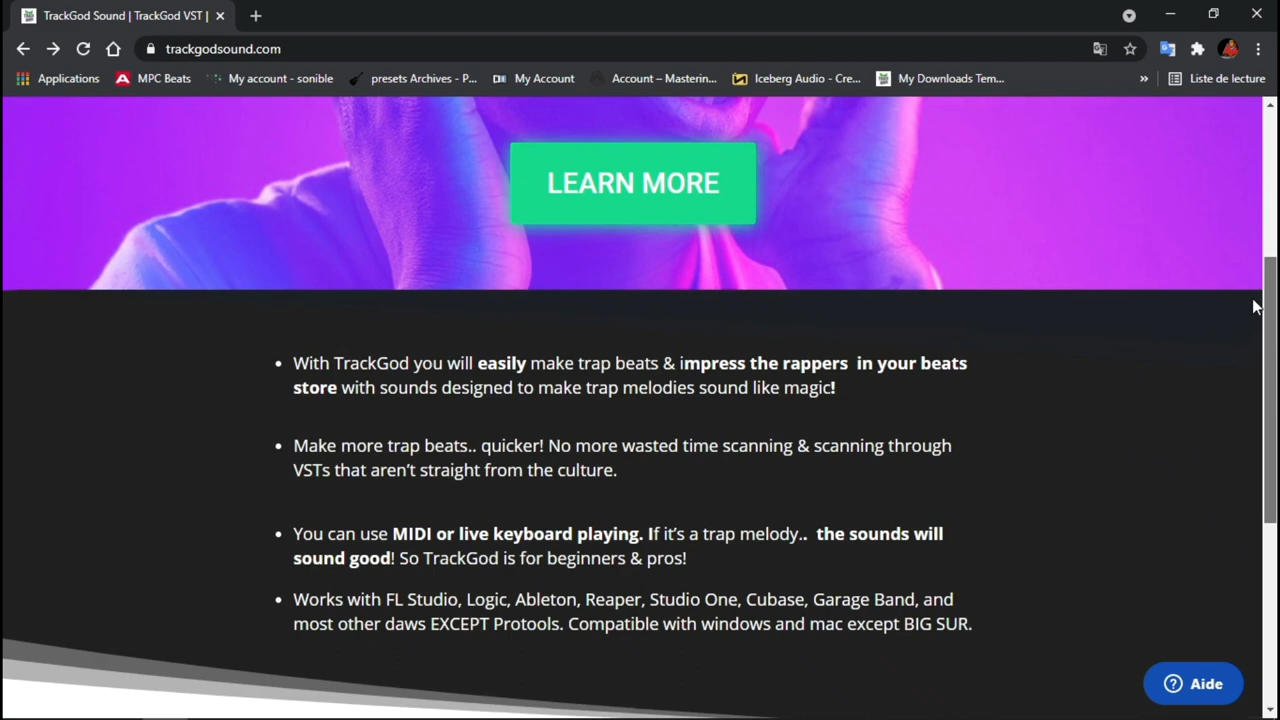 TrackGod Sound | TrackGod VST |
trackgodsound.com
Applications
MPC Beats
My account - sonible
presets Archives - P...
My Account
Account – Masterin...
Iceberg Audio - Cre...
My Downloads Tem...
»
Liste de lecture
LEARN MORE
• With TrackGod you will easily make trap beats & impress the rappers in your beats
store with sounds designed to make trap melodies sound like magic!
• Make more trap beats.. quicker! No more wasted time scanning & scanning through
VSTs that aren’t straight from the culture.
• You can use MIDI or live keyboard playing. If it’s a trap melody.. the sounds will
sound good! So TrackGod is for beginners & pros!
• Works with FL Studio, Logic, Ableton, Reaper, Studio One, Cubase, Garage Band, and
most other daws EXCEPT Protools. Compatible with windows and mac except BIG SUR.
Aide